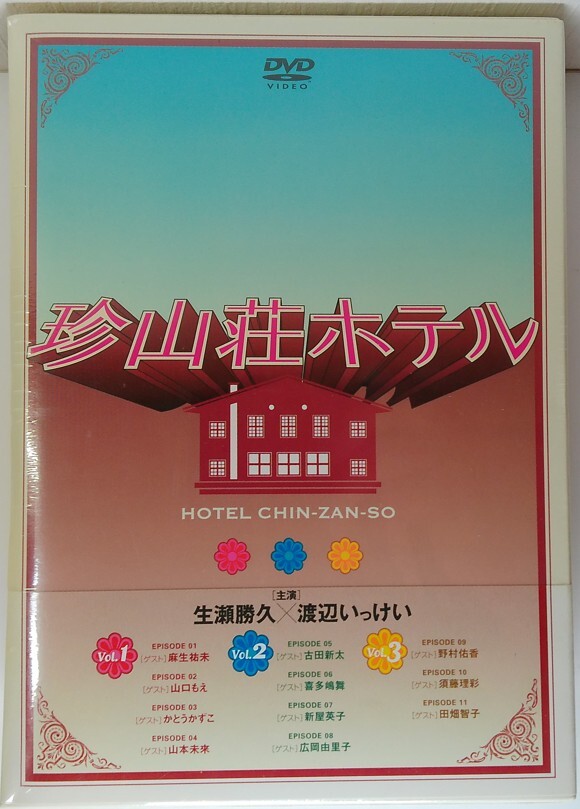 DVD
VIDEO
珍山荘ホテル
HOTEL CHIN-ZAN-SO
[主演]
生瀬勝久×渡辺いっけい
Vol.1
EPISODE 01
[ゲスト]麻生祐未
EPISODE 02
[ゲスト]山口もえ
EPISODE 03
[ゲスト]かとうかずこ
EPISODE 04
[ゲスト]山本未來
Vol.2
EPISODE 05
[ゲスト]古田新太
EPISODE 06
[ゲスト]喜多嶋舞
EPISODE 07
[ゲスト]新屋英子
EPISODE 08
[ゲスト]広岡由里子
Vol.3
EPISODE 09
[ゲスト]野村佑香
EPISODE 10
[ゲスト]須藤理彩
EPISODE 11
[ゲスト]田畑智子